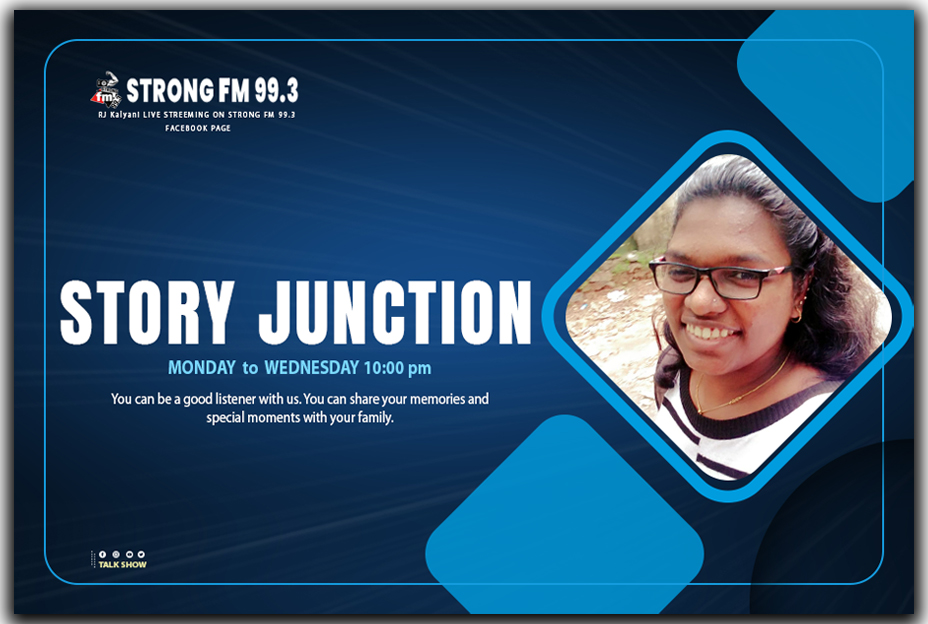 fm
STRONG FM 99.3
RJ Kalyani LIVE STREEMING ON STRONG FM 99.3
FACEBOOK PAGE
STORY JUNCTION
MONDAY to WEDNESDAY 10:00 pm
You can be a good listener with us. You can share your memories and
special moments with your family.
TALK SHOW